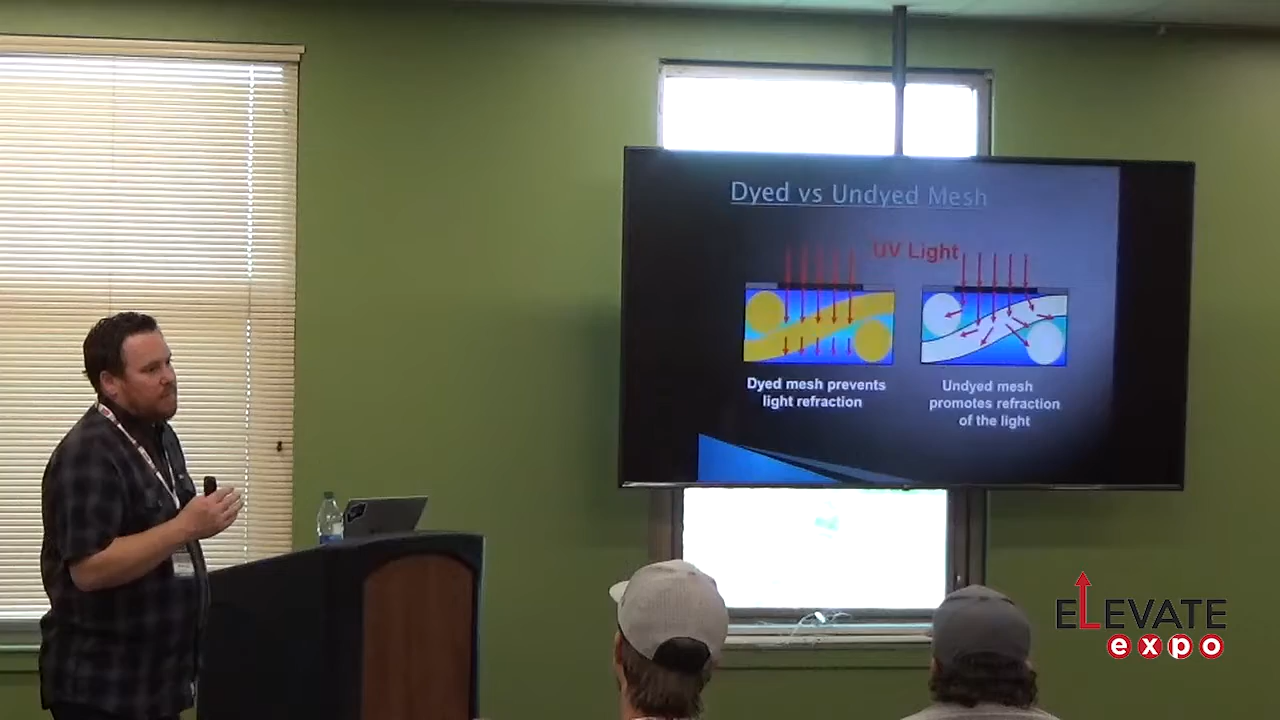 Dyed vs Undyed Mesh
UV Light
Dyed mesh prevents
light refraction
Undyed mesh
promotes refraction
of the light
ELEVATE
expo